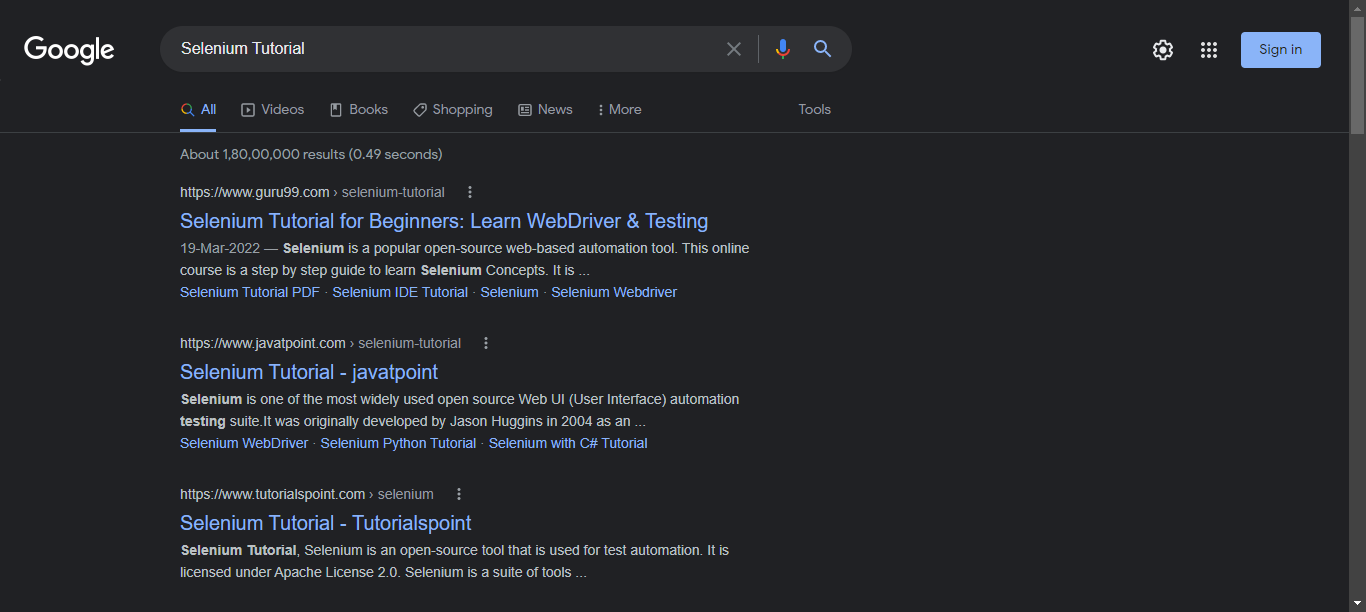 Google
Selenium Tutorial
Sign in
All Videos Books Shopping News More Tools
About 1,80,00,000 results (0.49 seconds)
https://www.guru99.com › selenium-tutorial
Selenium Tutorial for Beginners: Learn WebDriver & Testing
19-Mar-2022 — Selenium is a popular open-source web-based automation tool. This online
course is a step by step guide to learn Selenium Concepts. It is ...
Selenium Tutorial PDF · Selenium IDE Tutorial · Selenium · Selenium Webdriver
https://www.javatpoint.com › selenium-tutorial
Selenium Tutorial - javatpoint
Selenium is one of the most widely used open source Web UI (User Interface) automation
testing suite.It was originally developed by Jason Huggins in 2004 as an ...
Selenium WebDriver · Selenium Python Tutorial · Selenium with C# Tutorial
https://www.tutorialspoint.com › selenium
Selenium Tutorial - Tutorialspoint
Selenium Tutorial, Selenium is an open-source tool that is used for test automation. It is
licensed under Apache License 2.0. Selenium is a suite of tools ...